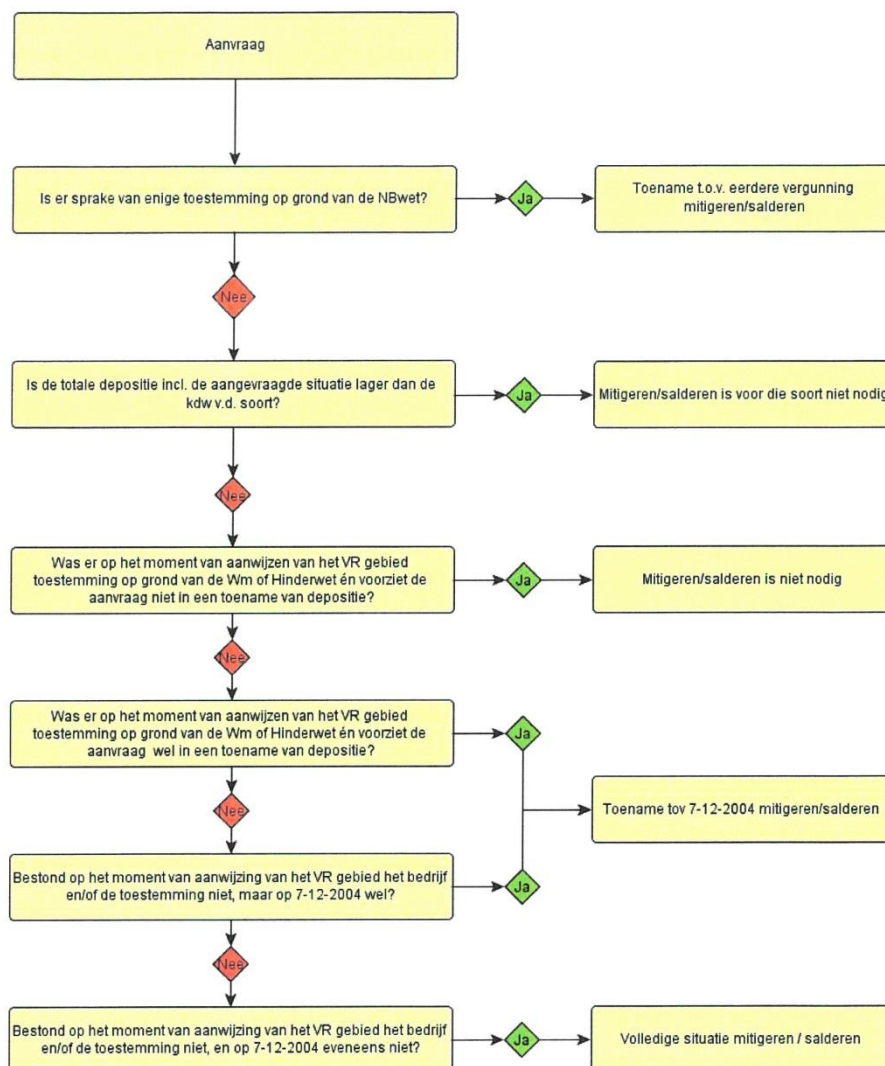 Aanvraag
Is er sprake van enige toestemming op grond van de NBwet?
Ja
Toename t.o.v. eerdere vergunning
mitigeren/salderen
Nee
Is de totale depositie incl. de aangevraagde situatie lager dan de
kdw v.d. soort?
Ja
Mitigeren/salderen is voor die soort niet nodig
Nee
Was er op het moment van aanwijzen van het VR gebied
toestemming op grond van de Wm of Hinderwet én voorziet de
aanvraag niet in een toename van depositie?
Ja
Mitigeren/salderen is niet nodig
Nee
Was er op het moment van aanwijzen van het VR gebied
toestemming op grond van de Wm of Hinderwet én voorziet de
aanvraag wel in een toename van depositie?
Ja
Toename tov 7-12-2004 mitigeren/salderen
Nee
Bestond op het moment van aanwijzing van het VR gebied het bedrijf
en/of de toestemming niet, maar op 7-12-2004 wel?
Ja
Nee
Bestond op het moment van aanwijzing van het VR gebied het bedrijf
en/of de toestemming niet, en op 7-12-2004 eveneens niet?
Ja
Volledige situatie mitigeren / salderen